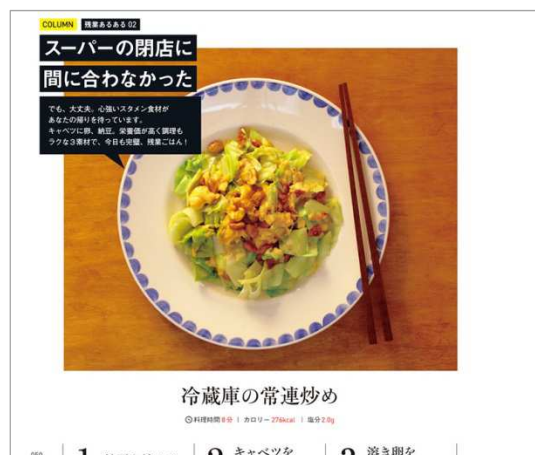 COLUMN 残業あるある 02
スーパーの閉店に
間に合わなかった
でも、大丈夫。心強いスタメン食材が
あなたの帰りを待っています。
キャベツに卵、納豆。栄養価が高く調理も
ラクな3素材で、今日も完璧、残業ごはん！
冷蔵庫の常連炒め
料理時間 8分 | カロリー 276kcal | 塩分 2.0g
1
2 キャベツを
3 溶き卵を